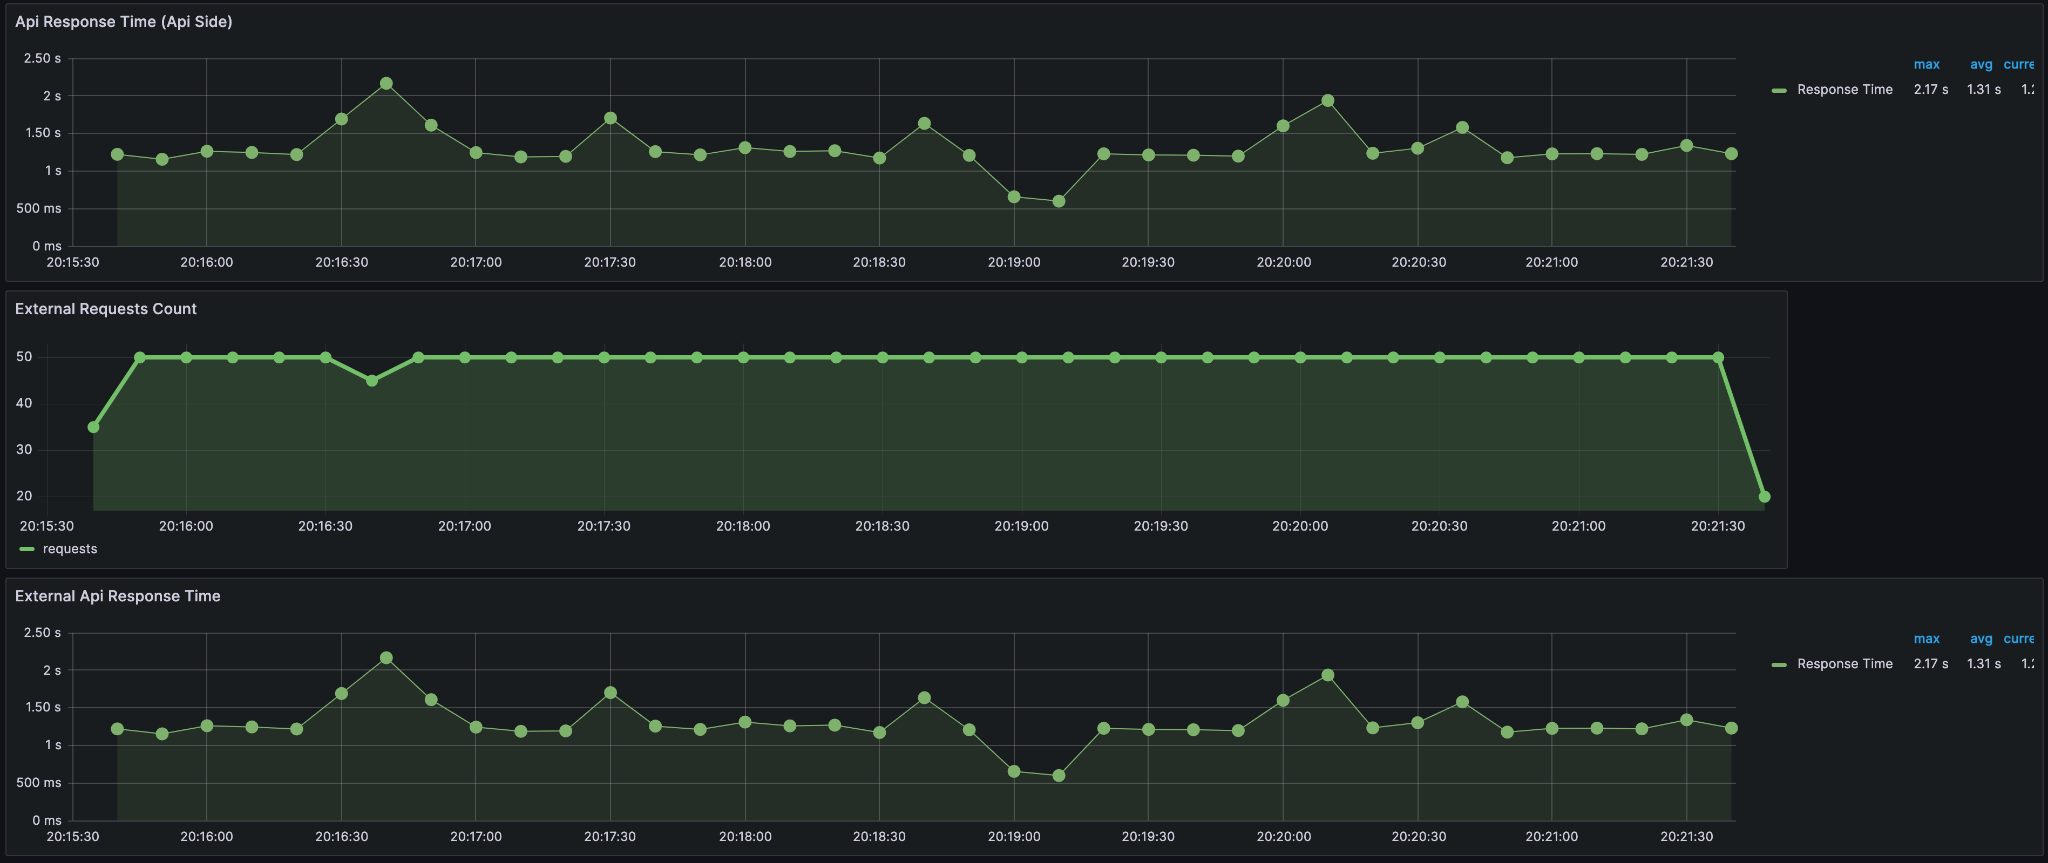 Api Response Time (Api Side)
2.50 s
2 s
1.50 s
1 s
500 ms
0 ms
20:15:30 20:16:00 20:16:30 20:17:00 20:17:30 20:18:00 20:18:30 20:19:00 20:19:30 20:20:00 20:20:30 20:21:00 20:21:30
max avg curre
Response Time 2.17 s 1.31 s 1.2
External Requests Count
50
40
30
20
20:15:30 20:16:00 20:16:30 20:17:00 20:17:30 20:18:00 20:18:30 20:19:00 20:19:30 20:20:00 20:20:30 20:21:00 20:21:30
requests
External Api Response Time
2.50 s
2 s
1.50 s
1 s
500 ms
0 ms
20:15:30 20:16:00 20:16:30 20:17:00 20:17:30 20:18:00 20:18:30 20:19:00 20:19:30 20:20:00 20:20:30 20:21:00 20:21:30
max avg curre
Response Time 2.17 s 1.31 s 1.2